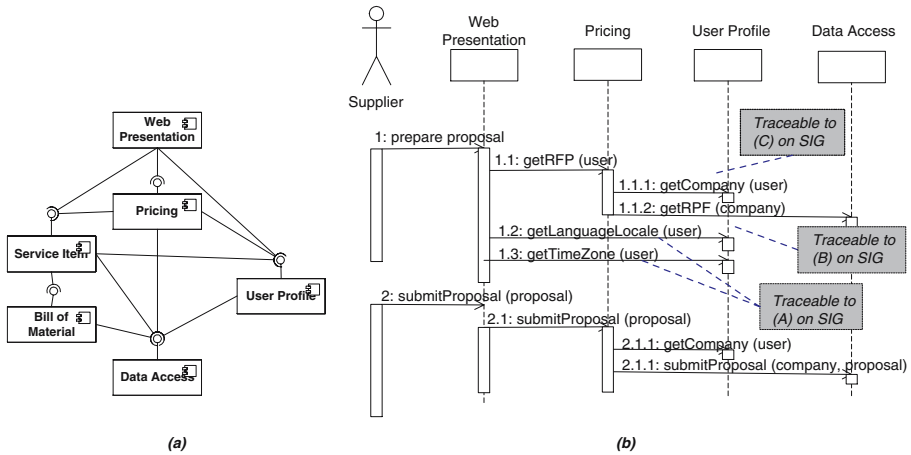 Web
Presentation
Pricing
Service Item
User Profile
Bill of
Material
Data Access
(a)
Supplier
Web
Presentation
Pricing
User Profile
Data Access
1: prepare proposal
1.1: getRFP (user)
Traceable to
(C) on SIG
1.1.1: getCompany (user)
1.1.2: getRPF (company)
1.2: getLanguageLocale (user)
Traceable to
(B) on SIG
1.3: getTimeZone (user)
2: submitProposal (proposal)
Traceable to
(A) on SIG
2.1: submitProposal (proposal)
2.1.1: getCompany (user)
2.1.1: submitProposal (company, proposal)
(b)